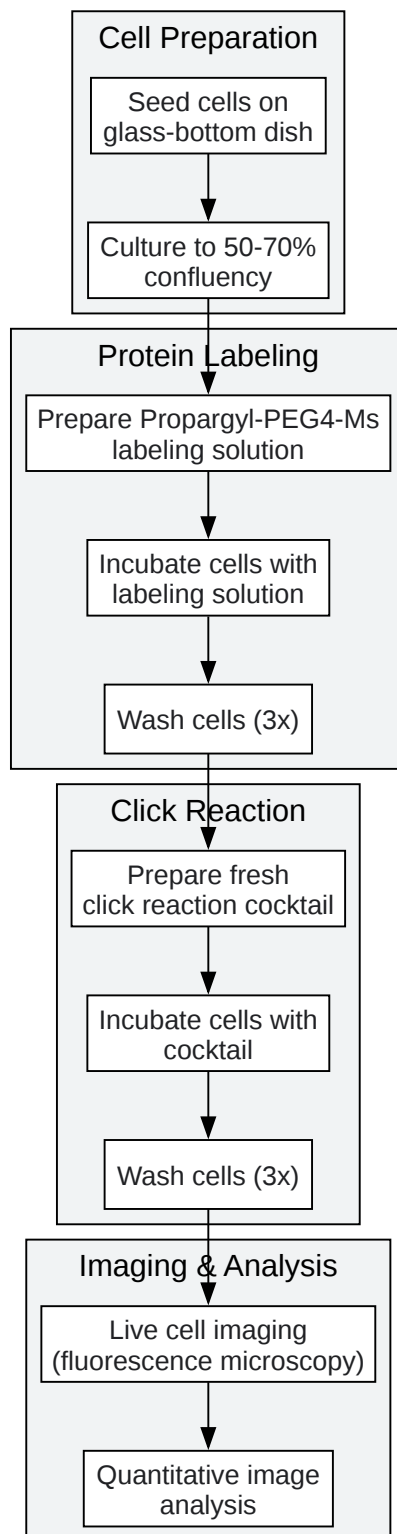 Cell Preparation
Seed cells on
glass-bottom dish
Culture to 50-70%
confluency
Protein Labeling
Prepare Propargyl-PEG4-Ms
labeling solution
Incubate cells with
labeling solution
Wash cells (3x)
Click Reaction
Prepare fresh
click reaction cocktail
Incubate cells with
cocktail
Wash cells (3x)
Imaging & Analysis
Live cell imaging
(fluorescence microscopy)
Quantitative image
analysis